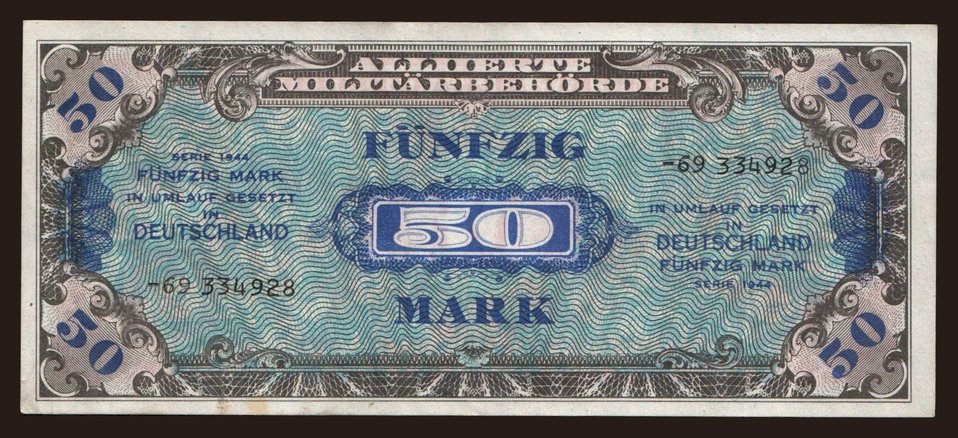 50
ALLIIERTE
MILITÄRBEHÖRDE
50
FÜNFZIG
SERIE 1944
FÜNFZIG MARK
IN UMLAUF GESETZT
IN
DEUTSCHLAND
-69 334928
50
-69 334928
IN UMLAUF GESETZT
IN
DEUTSCHLAND
FÜNFZIG MARK
SERIE 1944
MARK
50
50